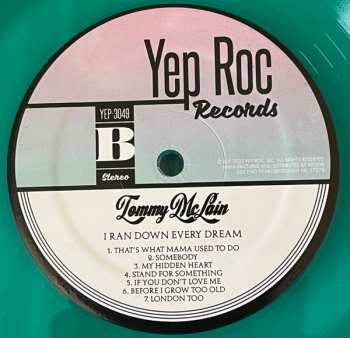 Yep Roc
Records
YEP-3049
B
Stereo
Tommy McLain
I RAN DOWN EVERY DREAM
1. THAT'S WHAT MAMA USED TO DO
2. SOMEBODY
3. MY HIDDEN HEART
4. STAND FOR SOMETHING
5. IF YOU DON'T LOVE ME
6. BEFORE I GROW TOO OLD
7. LONDON TOO